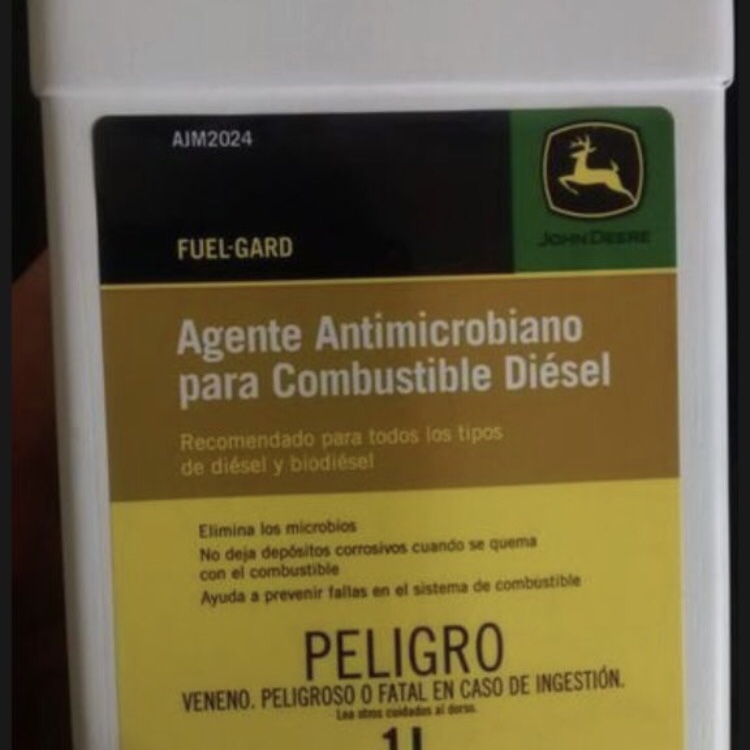 AJM2024
JOHN DEERE
FUEL-GARD
Agente Antimicrobiano
para Combustible Diésel
Recomendado para todos los tipos
de diésel y biodiésel
Elimina los microbios
No deja depósitos corrosivos cuando se quema
con el combustible
Ayuda a prevenir fallas en el sistema de combustible
PELIGRO
VENENO. PELIGROSO O FATAL EN CASO DE INGESTIÓN.
Lea otros cuidados al dorso.
1L